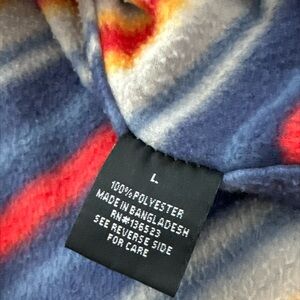 L
100% POLYESTER
MADE IN BANGLADESH
RN# 136523
SEE REVERSE SIDE
FOR CARE